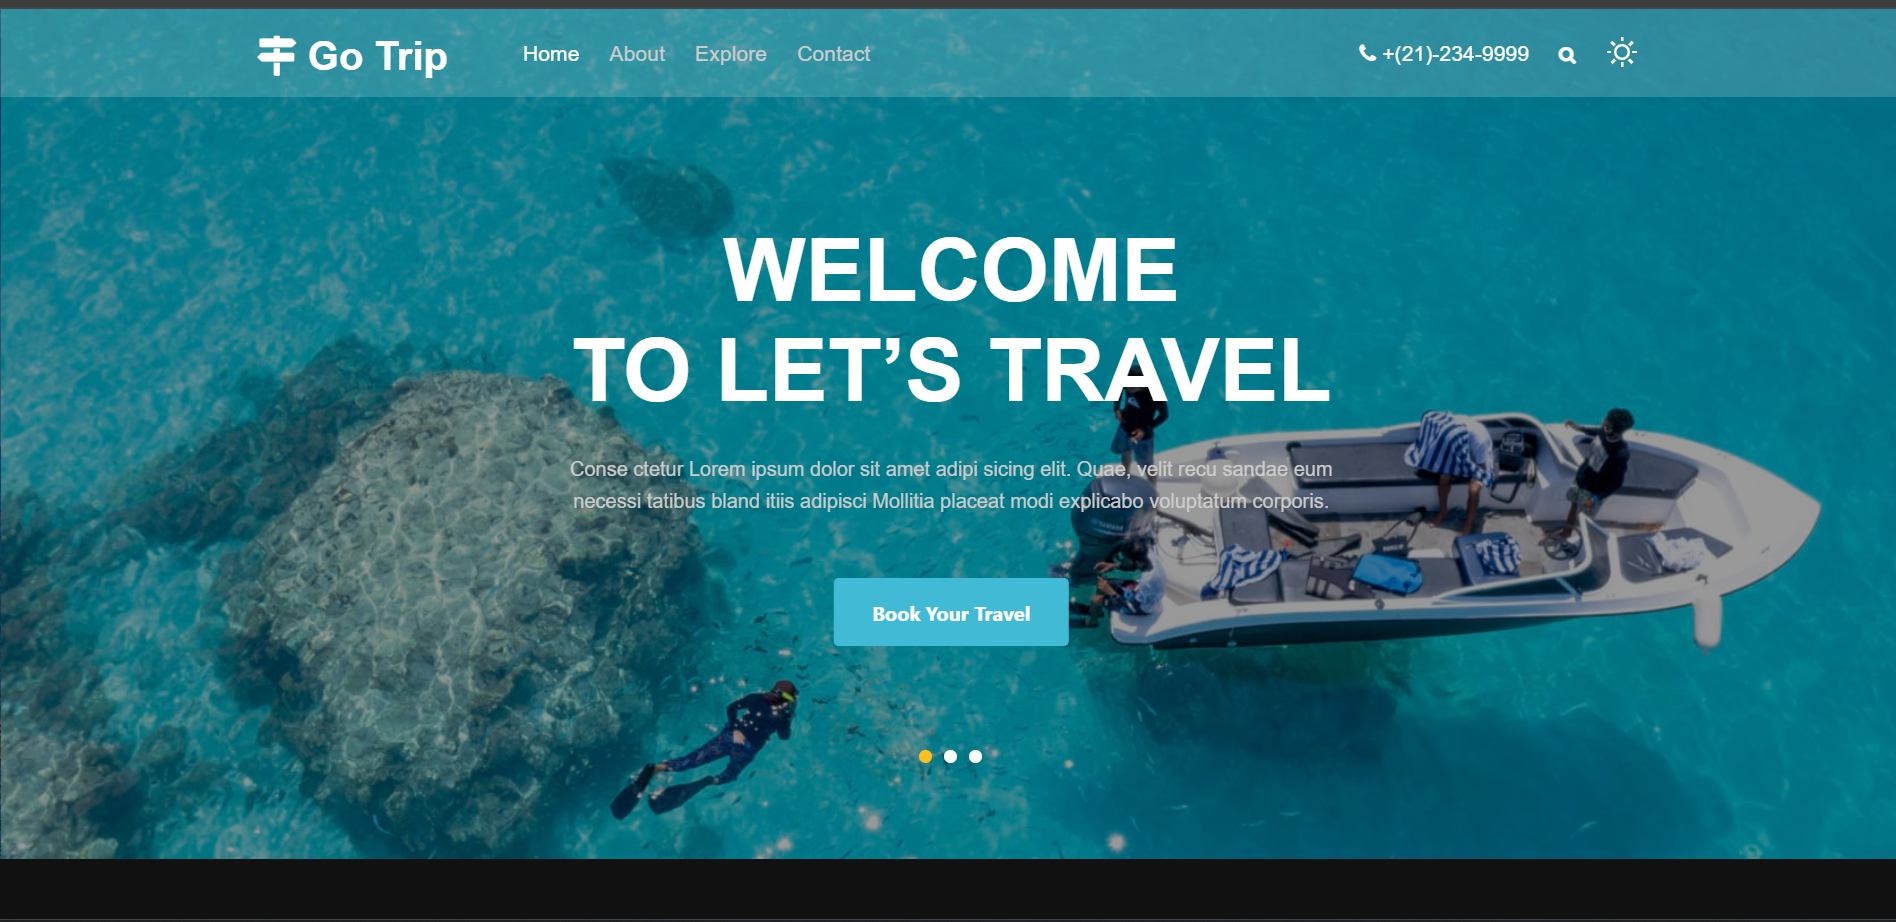 Go Trip
Home About Explore Contact
+(21)-234-9999
WELCOME
TO LET’S TRAVEL
Conse ctetur Lorem ipsum dolor sit amet adipi sicing elit. Quae, velit recu sandae eum
necessi tatibus bland itiis adipisci Mollitia placeat modi explicabo voluptatum corporis.
Book Your Travel